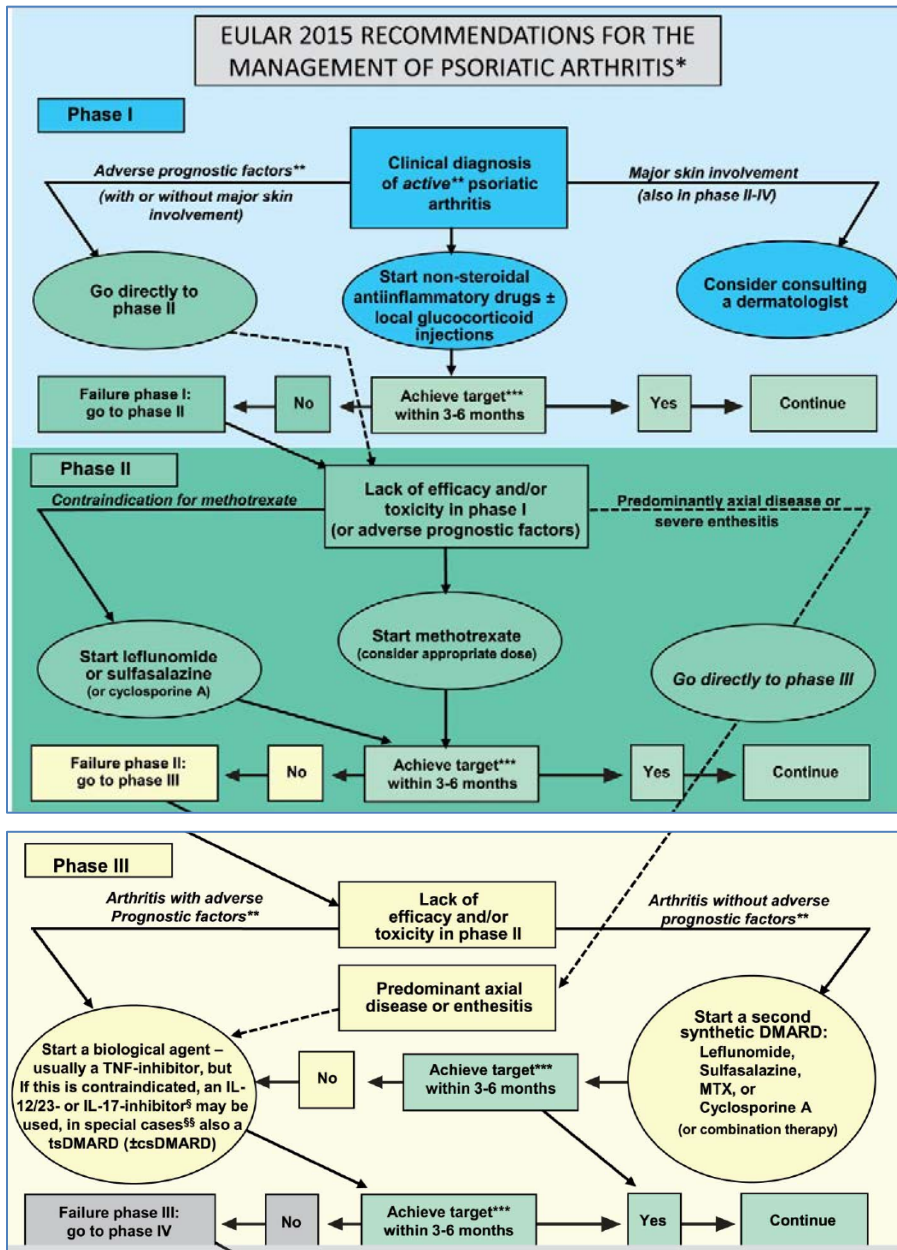 EULAR 2015 RECOMMENDATIONS FOR THE
MANAGEMENT OF PSORIATIC ARTHRITIS*
Phase I
Adverse prognostic factors**
(with or without major skin
involvement)
Clinical diagnosis
of active** psoriatic
arthritis
Major skin involvement
(also in phase II-IV)
Go directly to
phase II
Start non-steroidal
antiinflammatory drugs ±
local glucocorticoid
injections
Consider consulting
a dermatologist
Failure phase I:
go to phase II
No
Achieve target***
within 3-6 months
Yes
Continue
Phase II
Contraindication for methotrexate
Lack of efficacy and/or
toxicity in phase I
(or adverse prognostic factors)
Predominantly axial disease or
severe enthesitis
Start leflunomide
or sulfasalazine
(or cyclosporine A)
Start methotrexate
(consider appropriate dose)
Go directly to phase III
Failure phase II:
go to phase III
No
Achieve target***
within 3-6 months
Yes
Continue
Phase III
Arthritis with adverse
Prognostic factors**
Lack of
efficacy and/or
toxicity in phase II
Arthritis without adverse
prognostic factors**
Predominant axial
disease or enthesitis
Start a biological agent –
usually a TNF-inhibitor, but
If this is contraindicated, an IL-
12/23- or IL-17-inhibitor§ may be
used, in special cases§§ also a
tsDMARD (±csDMARD)
No
Achieve target***
within 3-6 months
Start a second
synthetic DMARD:
Leflunomide,
Sulfasalazine,
MTX, or
Cyclosporine A
(or combination therapy)
Failure phase III:
go to phase IV
No
Achieve target***
within 3-6 months
Yes
Continue